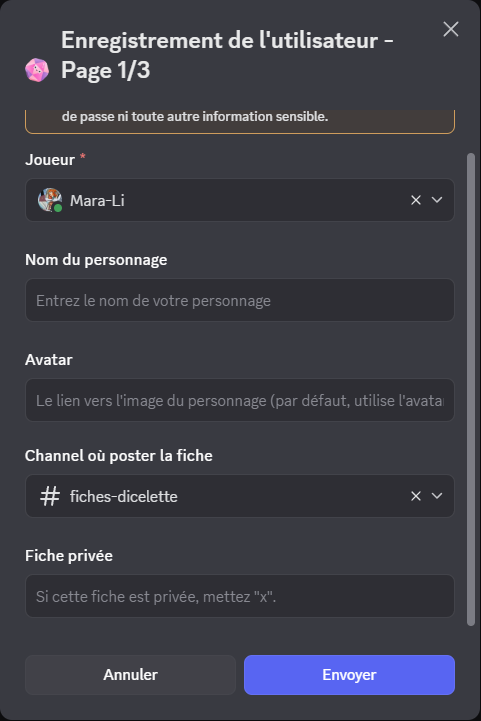 Enregistrement de l'utilisateur -
Page 1/3
de passe ni toute autre information sensible.
Joueur *
Mara-Li
Nom du personnage
Entrez le nom de votre personnage
Avatar
Le lien vers l'image du personnage (par défaut, utilise l'avata
Channel où poster la fiche
# fiches-dicelette
Fiche privée
Si cette fiche est privée, mettez "x".
Annuler
Envoyer